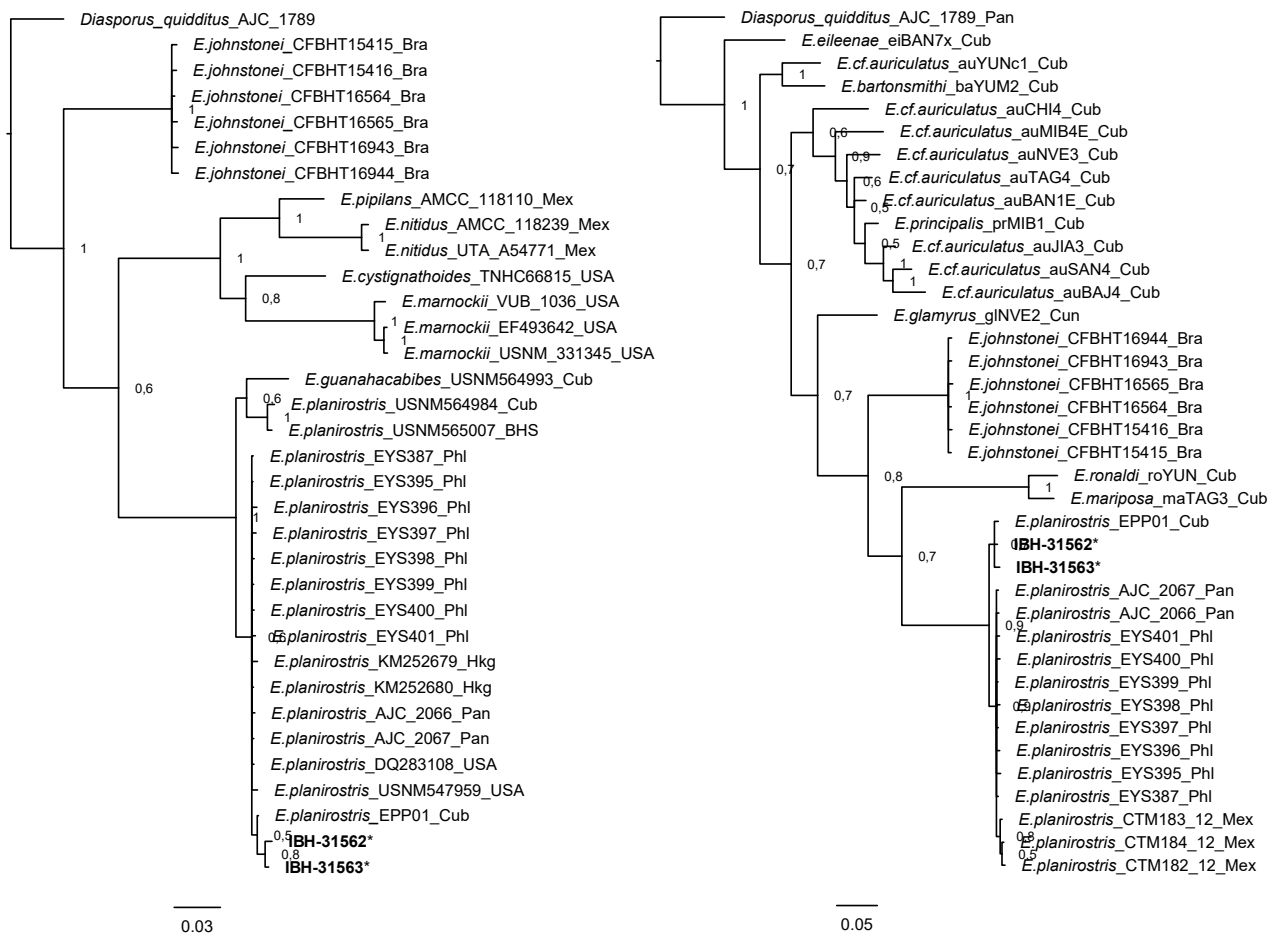 Diasporus_quidditus_AJC_1789
E.johnstonei_CFBHT15415_Bra
E.johnstonei_CFBHT15416_Bra
E.johnstonei_CFBHT16564_Bra
1
E.johnstonei_CFBHT16565_Bra
E.johnstonei_CFBHT16943_Bra
E.johnstonei_CFBHT16944_Bra
E.pipilans_AMCC_118110_Mex
1
E.nitidus_AMCC_118239_Mex
1
E.nitidus_UTA_A54771_Mex
1
1
E.cystignathoides_TNHC66815_USA
0,8
E.marnockii_VUB_1036_USA
1
E.marnockii_EF493642_USA
1
E.marnockii_USNM_331345_USA
0,6
E.guanahacabibes_USNM564993_Cub
0,6
E.planirostris_USNM564984_Cub
1
E.planirostris_USNM565007_BHS
E.planirostris_EYS387_Phl
E.planirostris_EYS395_Phl
E.planirostris_EYS396_Phl
1
E.planirostris_EYS397_Phl
E.planirostris_EYS398_Phl
E.planirostris_EYS399_Phl
E.planirostris_EYS400_Phl
E.planirostris_EYS401_Phl
E.planirostris_KM252679_Hkg
E.planirostris_KM252680_Hkg
E.planirostris_AJC_2066_Pan
E.planirostris_AJC_2067_Pan
E.planirostris_DQ283108_USA
E.planirostris_USNM547959_USA
E.planirostris_EPP01_Cub
0,5
IBH-31562*
0,8
IBH-31563*
0.03
Diasporus_quidditus_AJC_1789_Pan
E.eileenae_eiBAN7x_Cub
E.cf.auriculatus_auYUNc1_Cub
1
E.bartonsmithi_baYUM2_Cub
1
E.cf.auriculatus_auCHI4_Cub
0,6
E.cf.auriculatus_auMIB4E_Cub
0,9
E.cf.auriculatus_auNVE3_Cub
0,7
0,6
E.cf.auriculatus_auTAG4_Cub
0,5
E.cf.auriculatus_auBAN1E_Cub
E.principalis_prMIB1_Cub
0,5
E.cf.auriculatus_auJIA3_Cub
1
0,7
E.cf.auriculatus_auSAN4_Cub
1
E.cf.auriculatus_auBAJ4_Cub
E.glamyrus_glNVE2_Cun
E.johnstonei_CFBHT16944_Bra
E.johnstonei_CFBHT16943_Bra
E.johnstonei_CFBHT16565_Bra
0,7
1
E.johnstonei_CFBHT16564_Bra
E.johnstonei_CFBHT15416_Bra
E.johnstonei_CFBHT15415_Bra
0,8
E.ronaldi_roYUN_Cub
1
E.mariposa_maTAG3_Cub
E.planirostris_EPP01_Cub
IBH-31562*
0,7
IBH-31563*
E.planirostris_AJC_2067_Pan
E.planirostris_AJC_2066_Pan
0,9
E.planirostris_EYS401_Phl
E.planirostris_EYS400_Phl
E.planirostris_EYS399_Phl
E.planirostris_EYS398_Phl
E.planirostris_EYS397_Phl
E.planirostris_EYS396_Phl
E.planirostris_EYS395_Phl
E.planirostris_EYS387_Phl
E.planirostris_CTM183_12_Mex
0,8
E.planirostris_CTM184_12_Mex
0,5
E.planirostris_CTM182_12_Mex
0.05